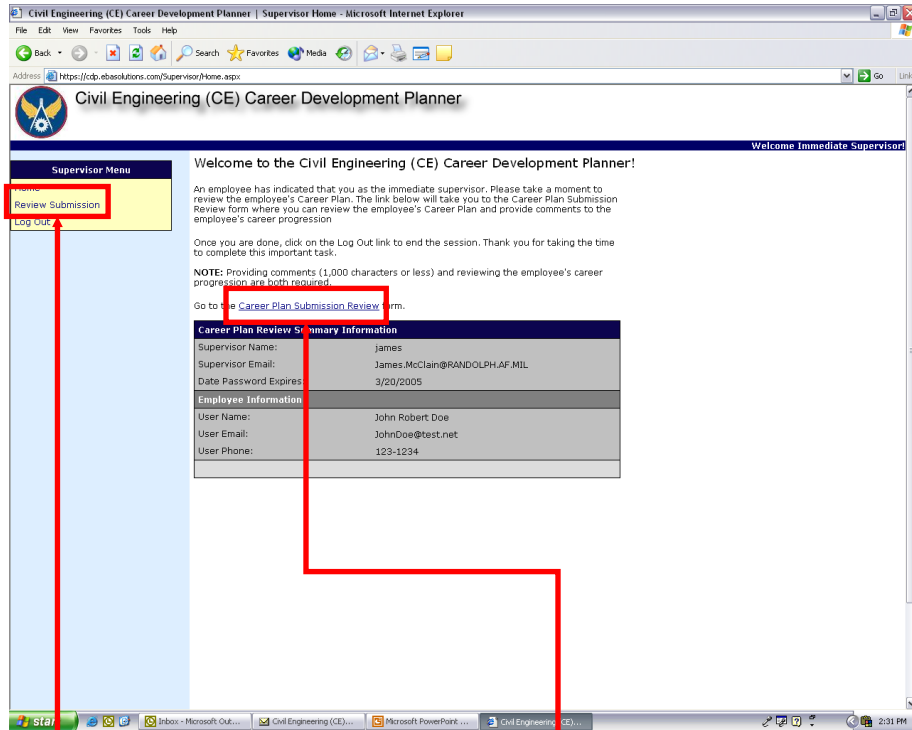 Civil Engineering (CE) Career Development Planner | Supervisor Home - Microsoft Internet Explorer
File Edit View Favorites Tools Help
Back Search Favorites Media
Address https://cdp.ebasolutions.com/Supervisor/Home.aspx Go Link
Civil Engineering (CE) Career Development Planner
Welcome Immediate Supervisor!
Supervisor Menu
Home
Review Submission
Log Out
Welcome to the Civil Engineering (CE) Career Development Planner!
An employee has indicated that you as the immediate supervisor. Please take a moment to
review the employee's Career Plan. The link below will take you to the Career Plan Submission
Review form where you can review the employee's Career Plan and provide comments to the
employee's career progression
Once you are done, click on the Log Out link to end the session. Thank you for taking the time
to complete this important task.
NOTE: Providing comments (1,000 characters or less) and reviewing the employee's career
progression are both required.
Go to the Career Plan Submission Review form.
Career Plan Review Summary Information
Supervisor Name: james
Supervisor Email: James.McClain@RANDOLPH.AF.MIL
Date Password Expires: 3/20/2005
Employee Information
User Name: John Robert Doe
User Email: JohnDoe@test.net
User Phone: 123-1234
start Inbox - Microsoft Out... Civil Engineering (CE)... Microsoft PowerPoint ... Civil Engineering (CE)... 2:31 PM